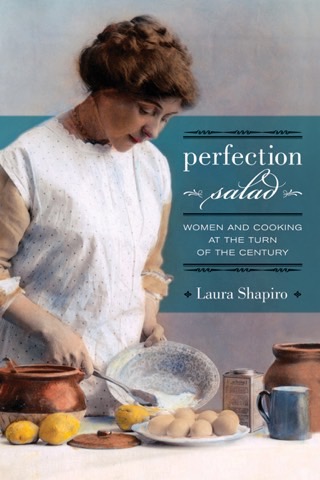 perfection
salad
WOMEN AND COOKING
AT THE TURN
OF THE CENTURY
Laura Shapiro